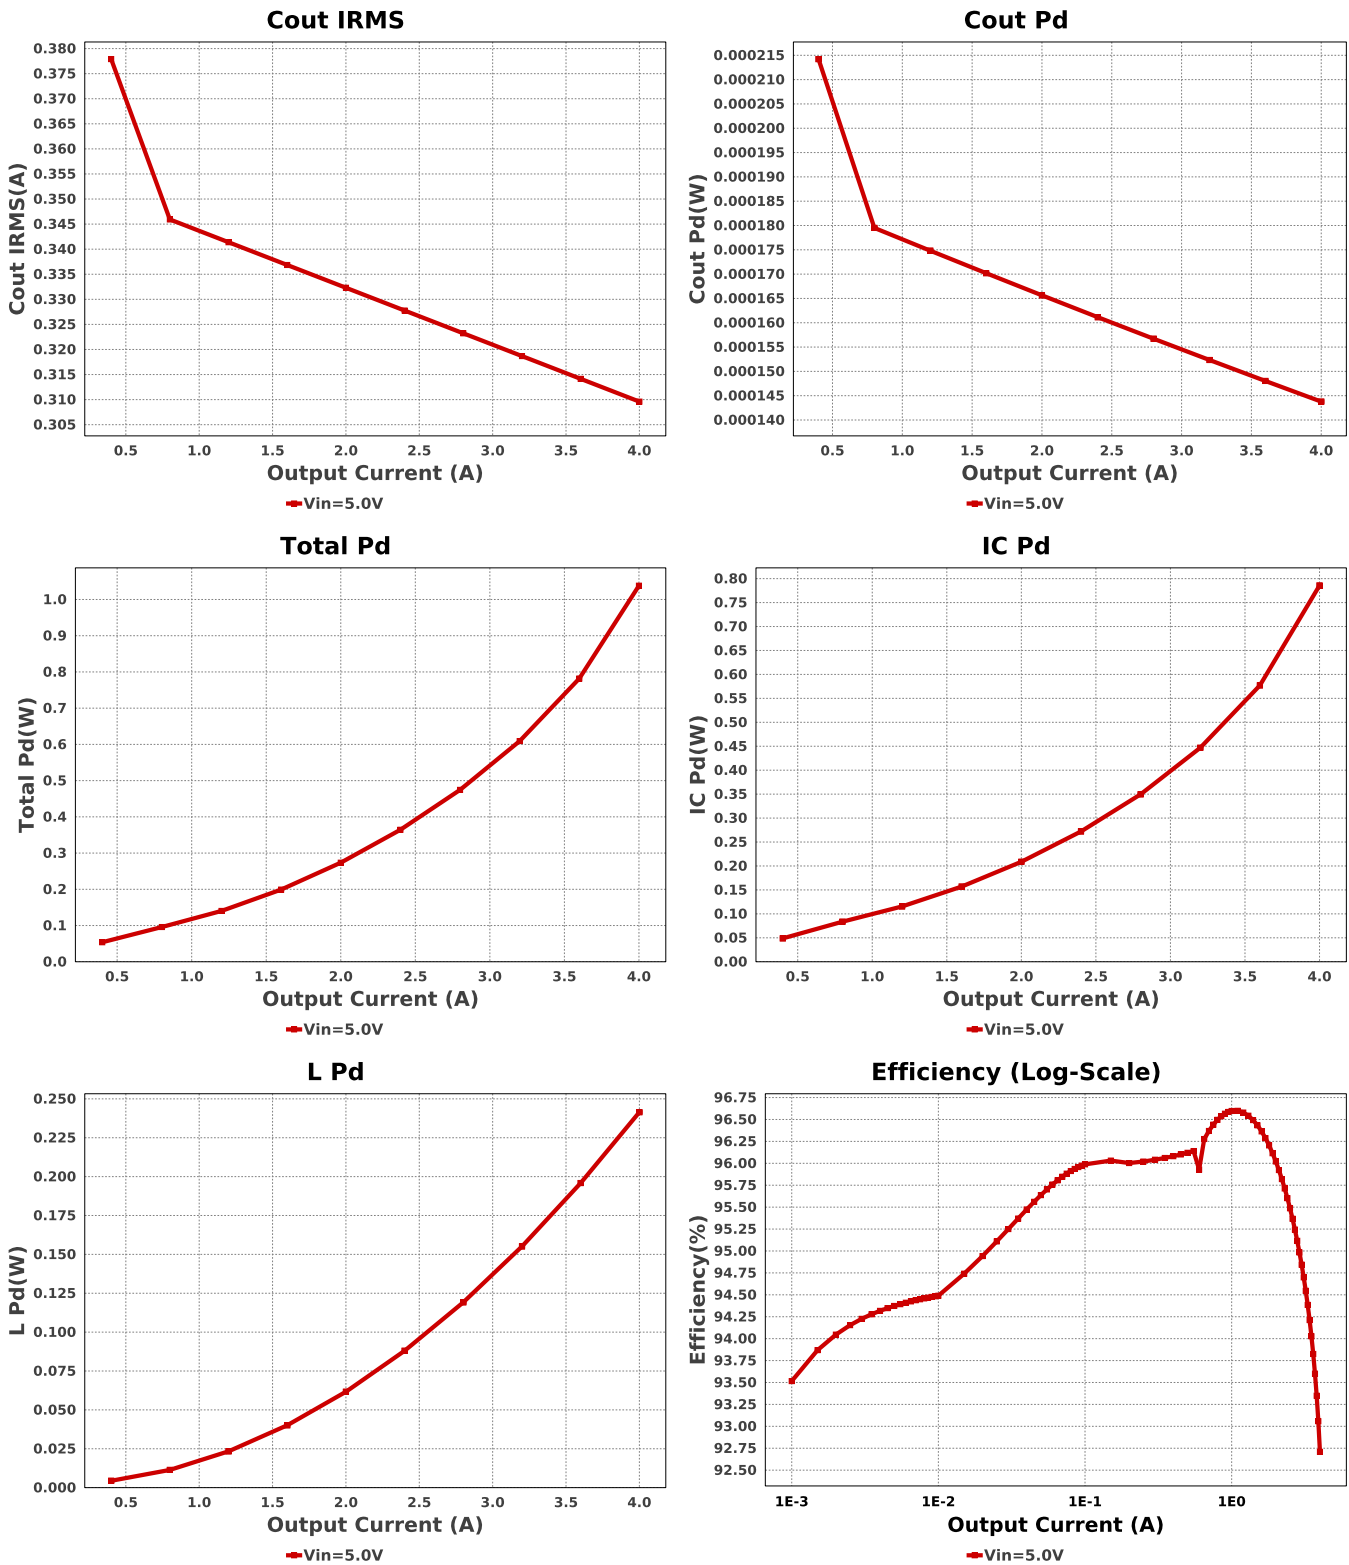 Cout IRMS
Cout IRMS(A)
0.380
0.375
0.370
0.365
0.360
0.355
0.350
0.345
0.340
0.335
0.330
0.325
0.320
0.315
0.310
0.305
0.5 1.0 1.5 2.0 2.5 3.0 3.5 4.0
Output Current (A)
Vin=5.0V
Cout Pd
Cout Pd(W)
0.000215
0.000210
0.000205
0.000200
0.000195
0.000190
0.000185
0.000180
0.000175
0.000170
0.000165
0.000160
0.000155
0.000150
0.000145
0.000140
0.5 1.0 1.5 2.0 2.5 3.0 3.5 4.0
Output Current (A)
Vin=5.0V
Total Pd
Total Pd(W)
1.0
0.9
0.8
0.7
0.6
0.5
0.4
0.3
0.2
0.1
0.0
0.5 1.0 1.5 2.0 2.5 3.0 3.5 4.0
Output Current (A)
Vin=5.0V
IC Pd
IC Pd(W)
0.80
0.75
0.70
0.65
0.60
0.55
0.50
0.45
0.40
0.35
0.30
0.25
0.20
0.15
0.10
0.05
0.00
0.5 1.0 1.5 2.0 2.5 3.0 3.5 4.0
Output Current (A)
Vin=5.0V
L Pd
L Pd(W)
0.250
0.225
0.200
0.175
0.150
0.125
0.100
0.075
0.050
0.025
0.000
0.5 1.0 1.5 2.0 2.5 3.0 3.5 4.0
Output Current (A)
Vin=5.0V
Efficiency (Log-Scale)
Efficiency(%)
96.75
96.50
96.25
96.00
95.75
95.50
95.25
95.00
94.75
94.50
94.25
94.00
93.75
93.50
93.25
93.00
92.75
92.50
1E-3 1E-2 1E-1 1E0
Output Current (A)
Vin=5.0V